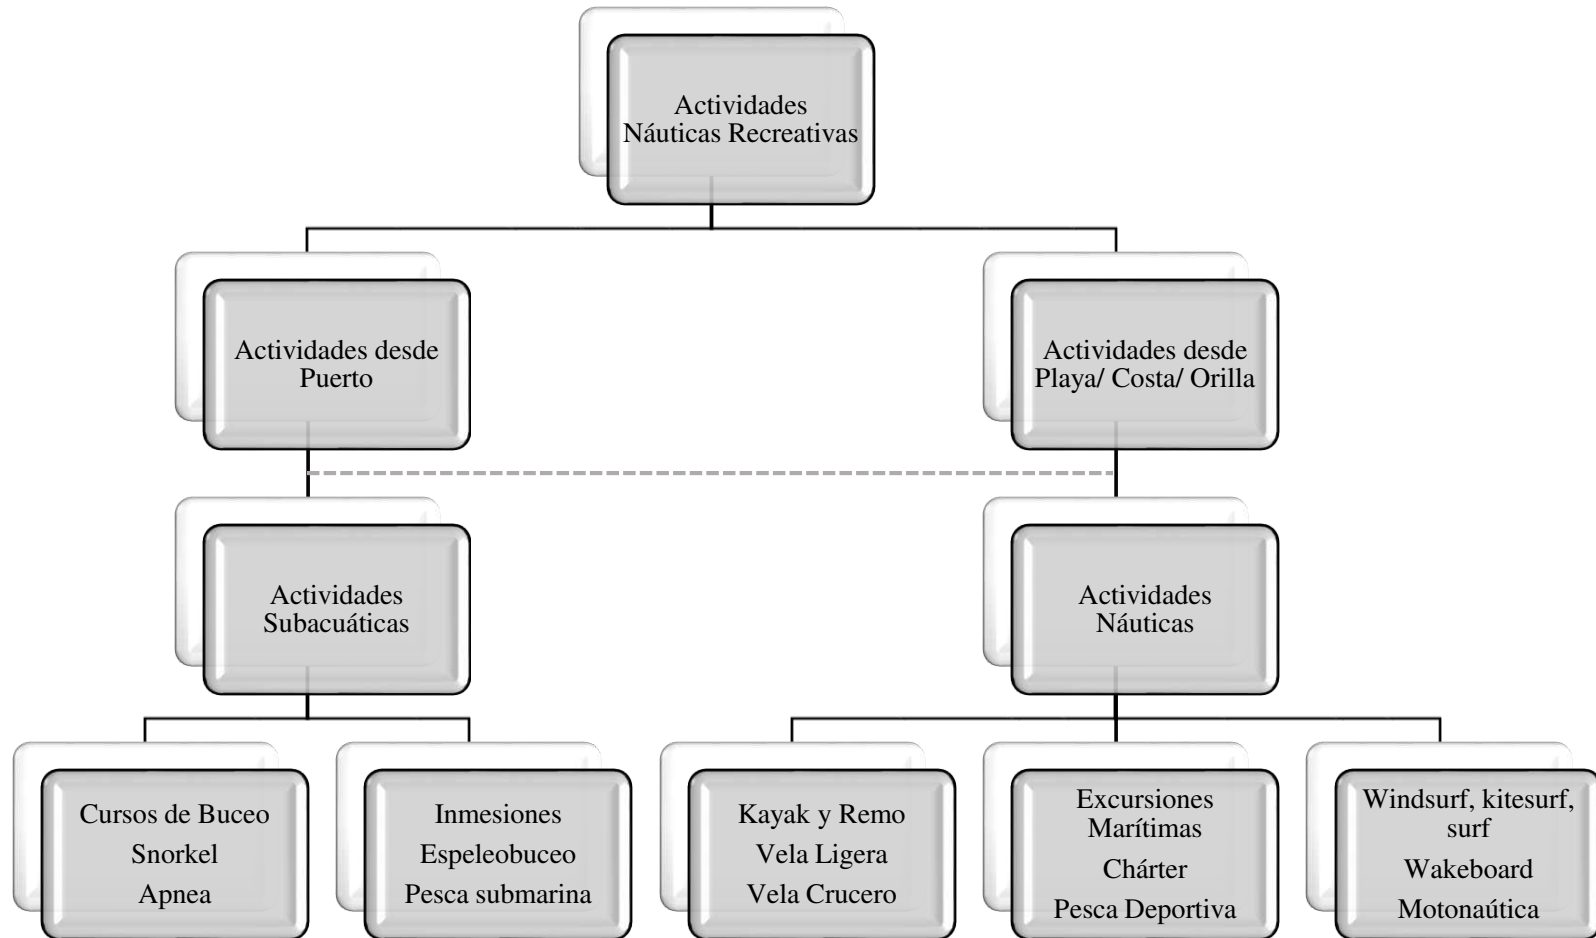 Actividades
Náuticas Recreativas
Actividades desde
Puerto
Actividades desde
Playa/ Costa/ Orilla
Actividades
Subacuáticas
Actividades
Náuticas
Cursos de Buceo
Snorkel
Apnea
Inmesiones
Espeleobuceo
Pesca submarina
Kayak y Remo
Vela Ligera
Vela Crucero
Excursiones
Marítimas
Chárter
Pesca Deportiva
Windsurf, kitesurf,
surf
Wakeboard
Motonaútica